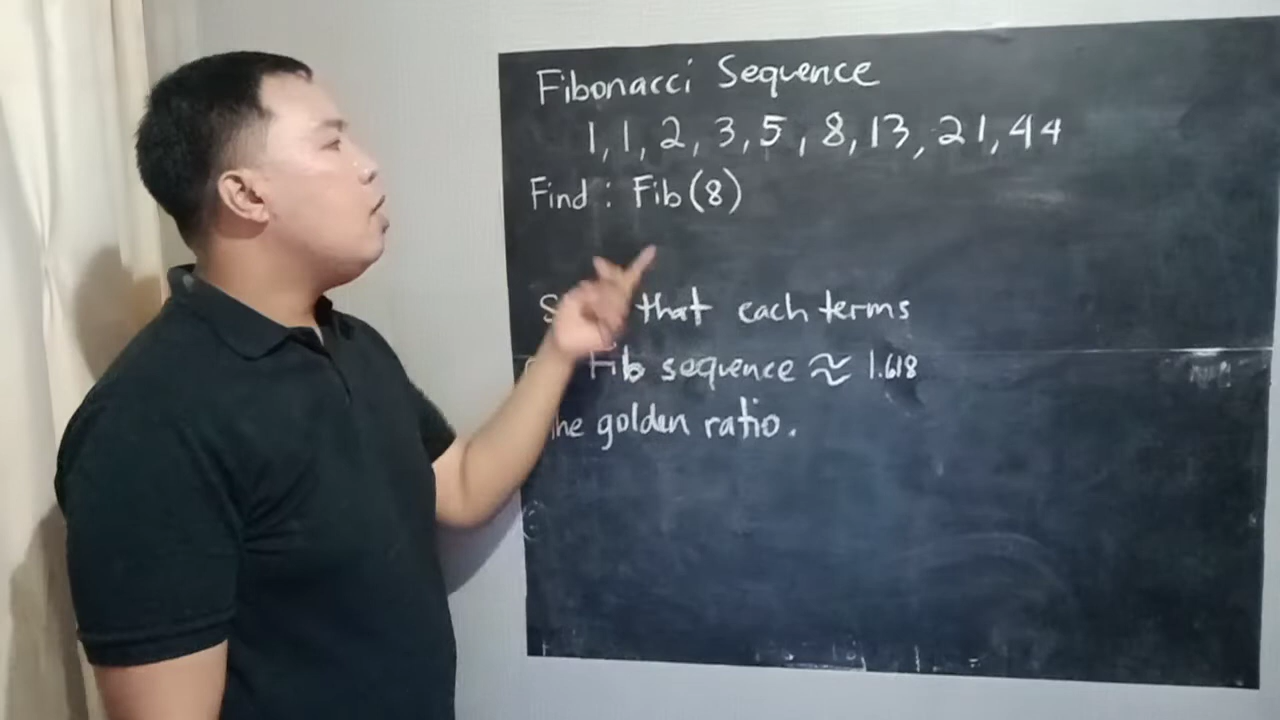 Fibonacci Sequence
1, 1, 2, 3, 5, 8, 13, 21, 44
Find : Fib(8)
that each terms
Fib sequence ≈ 1.618
the golden ratio.